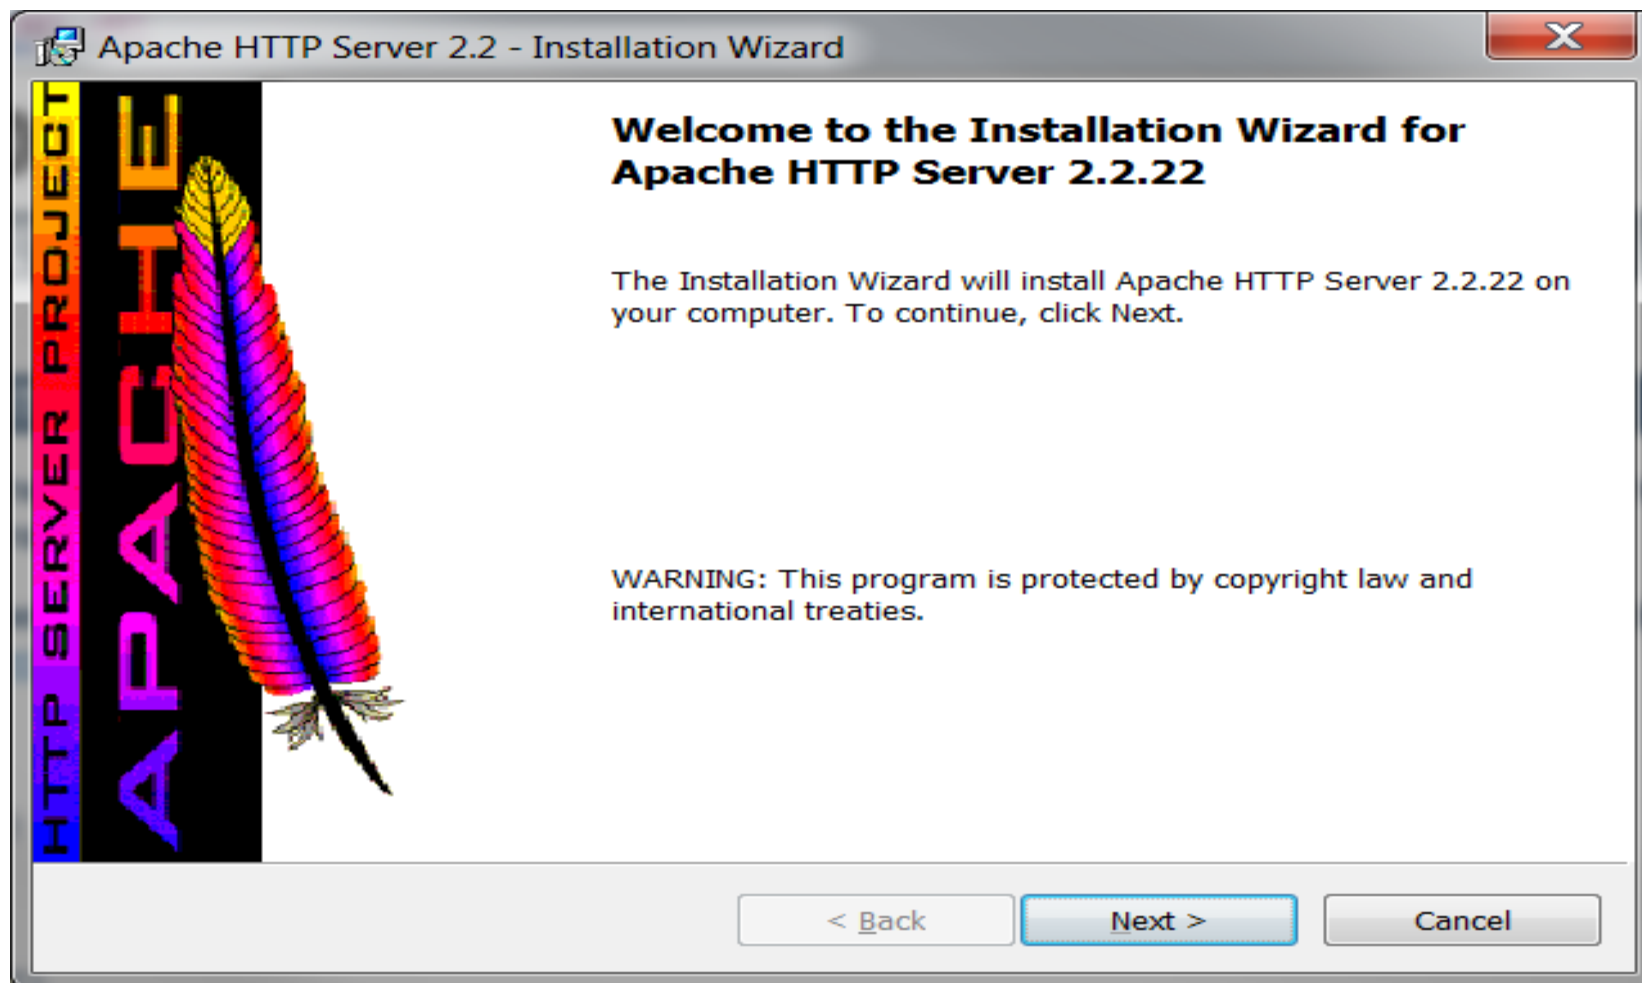 Apache HTTP Server 2.2 - Installation Wizard
HTTP SERVER PROJECT
APACHE
Welcome to the Installation Wizard for
Apache HTTP Server 2.2.22
The Installation Wizard will install Apache HTTP Server 2.2.22 on
your computer. To continue, click Next.
WARNING: This program is protected by copyright law and
international treaties.
< Back
Next >
Cancel